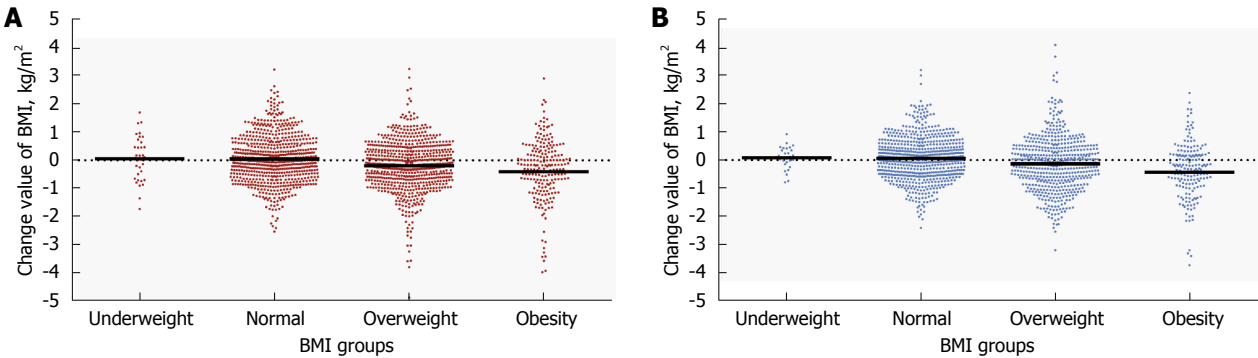 A
Change value of BMI, kg/m²
5
4
3
2
1
0
-1
-2
-3
-4
-5
Underweight Normal Overweight Obesity
BMI groups
B
Change value of BMI, kg/m²
5
4
3
2
1
0
-1
-2
-3
-4
-5
Underweight Normal Overweight Obesity
BMI groups